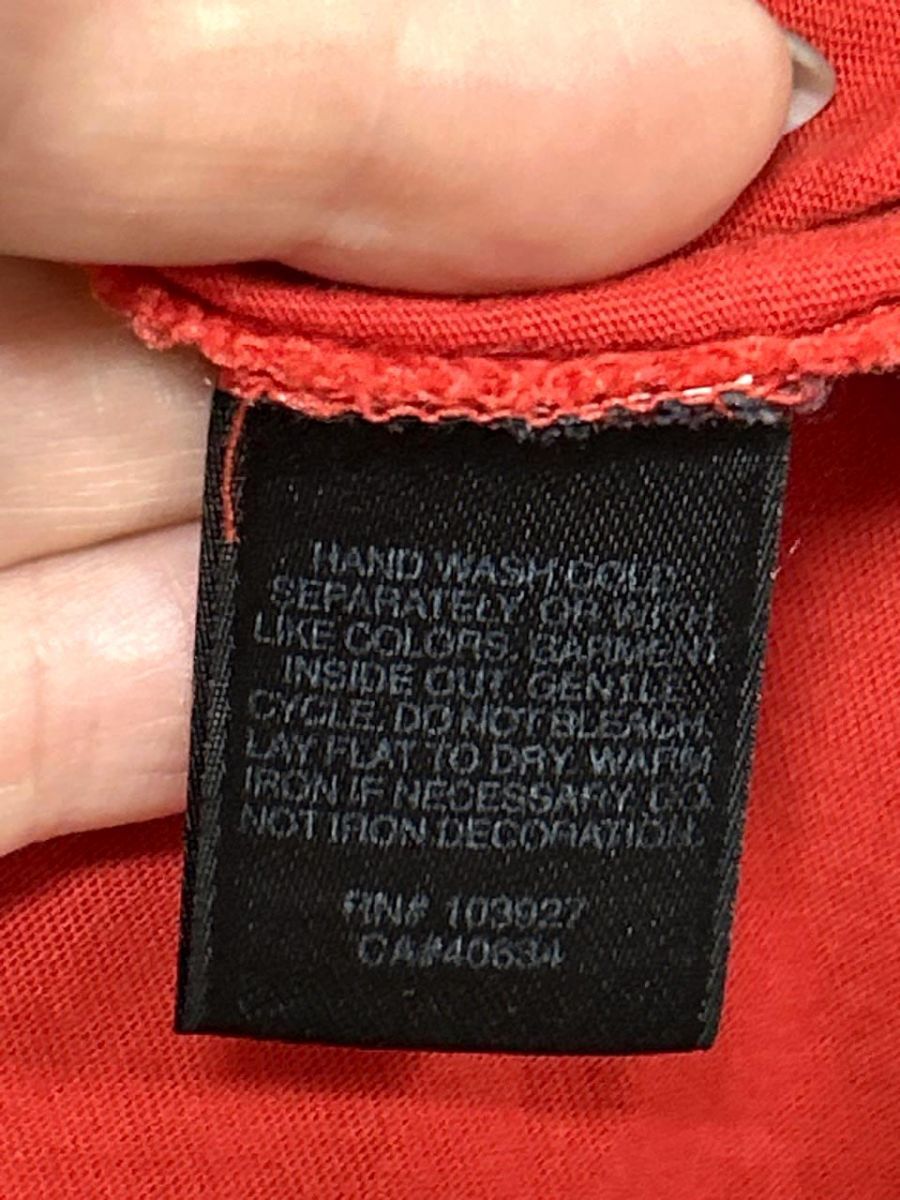 HAND WASH COLD
SEPARATELY OR WITH
LIKE COLORS. GARMENT
INSIDE OUT. GENTLE
CYCLE. DO NOT BLEACH.
LAY FLAT TO DRY. WARM
IRON IF NECESSARY. DO
NOT IRON DECORATION.
RN# 103927
CA#40634